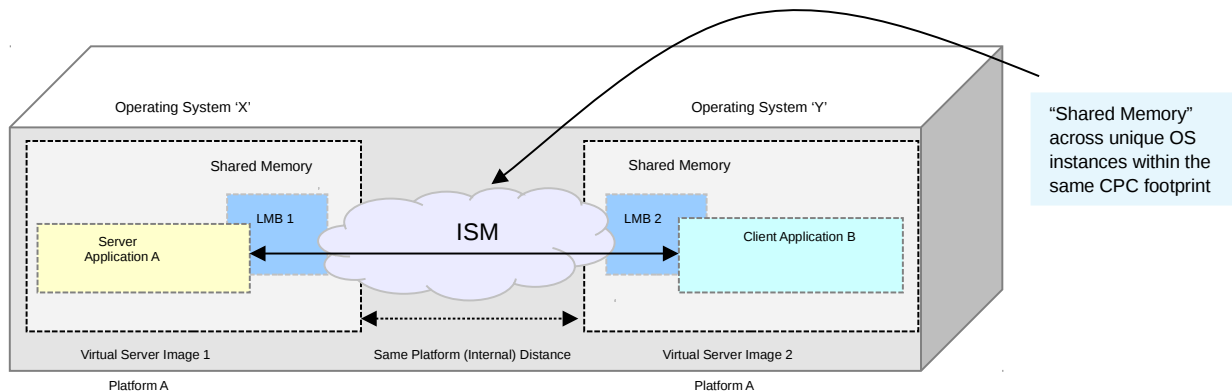 Operating System ‘X’
Operating System ‘Y’
“Shared Memory”
across unique OS
instances within the
same CPC footprint
Shared Memory
Shared Memory
LMB 1
ISM
LMB 2
Server
Application A
Client Application B
Virtual Server Image 1
Same Platform (Internal) Distance
Virtual Server Image 2
Platform A
Platform A